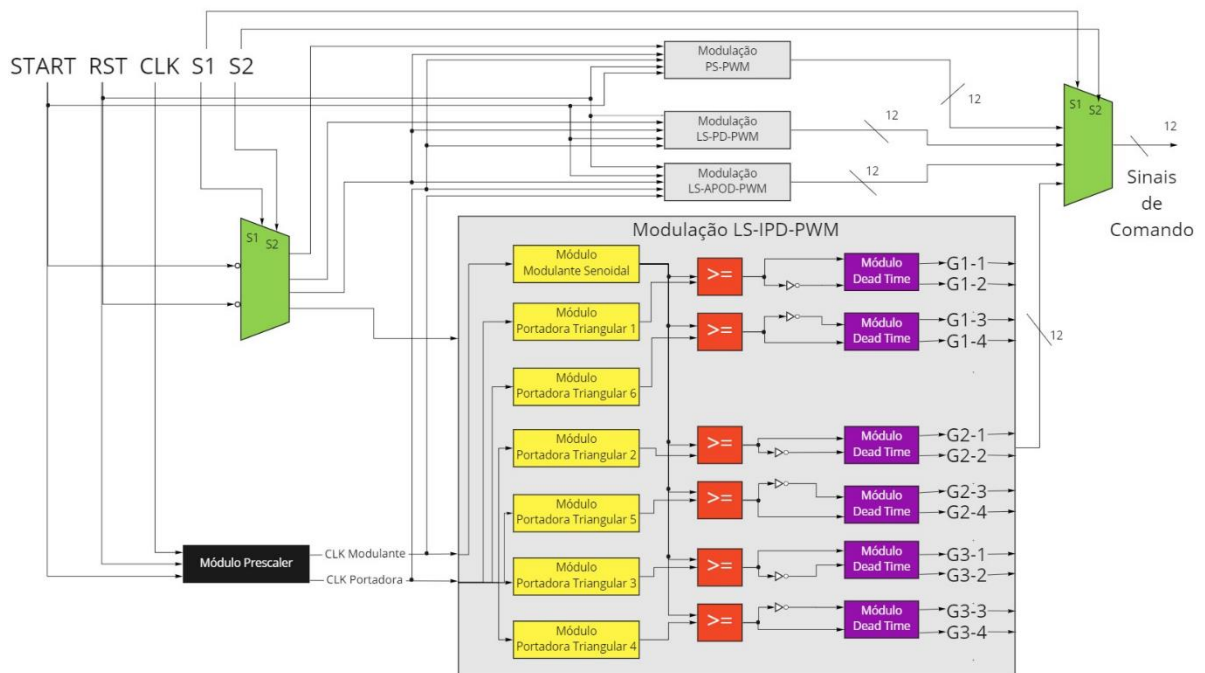 START RST CLK S1 S2
Modulação
PS-PWM
12
Modulação
LS-PD-PWM
12
Modulação
LS-APOD-PWM
12
S1
S2
12
Sinais
de
Comando
S1
S2
Modulação LS-IPD-PWM
Módulo
Modulante Senoidal
>=
Módulo
Dead Time
G1-1
G1-2
Módulo
Portadora Triangular 1
>=
Módulo
Dead Time
G1-3
G1-4
12
Módulo
Portadora Triangular 6
Módulo
Portadora Triangular 2
>=
Módulo
Dead Time
G2-1
G2-2
Módulo
Portadora Triangular 5
>=
Módulo
Dead Time
G2-3
G2-4
Módulo Prescaler
CLK Modulante
CLK Portadora
Módulo
Portadora Triangular 3
>=
Módulo
Dead Time
G3-1
G3-2
Módulo
Portadora Triangular 4
>=
Módulo
Dead Time
G3-3
G3-4